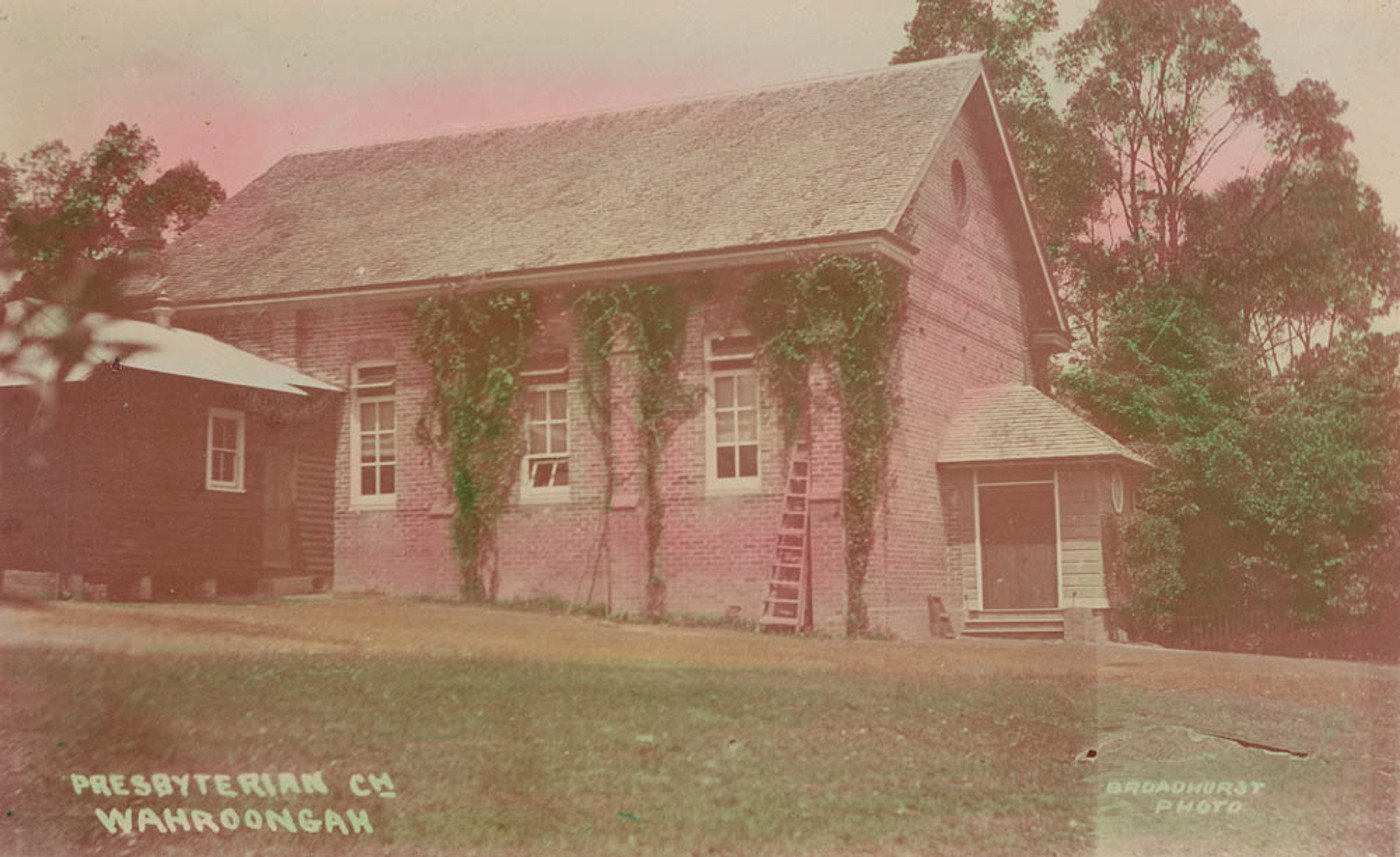 PRESBYTERIAN CH
WAHROONGAH
BROADHURST
PHOTO